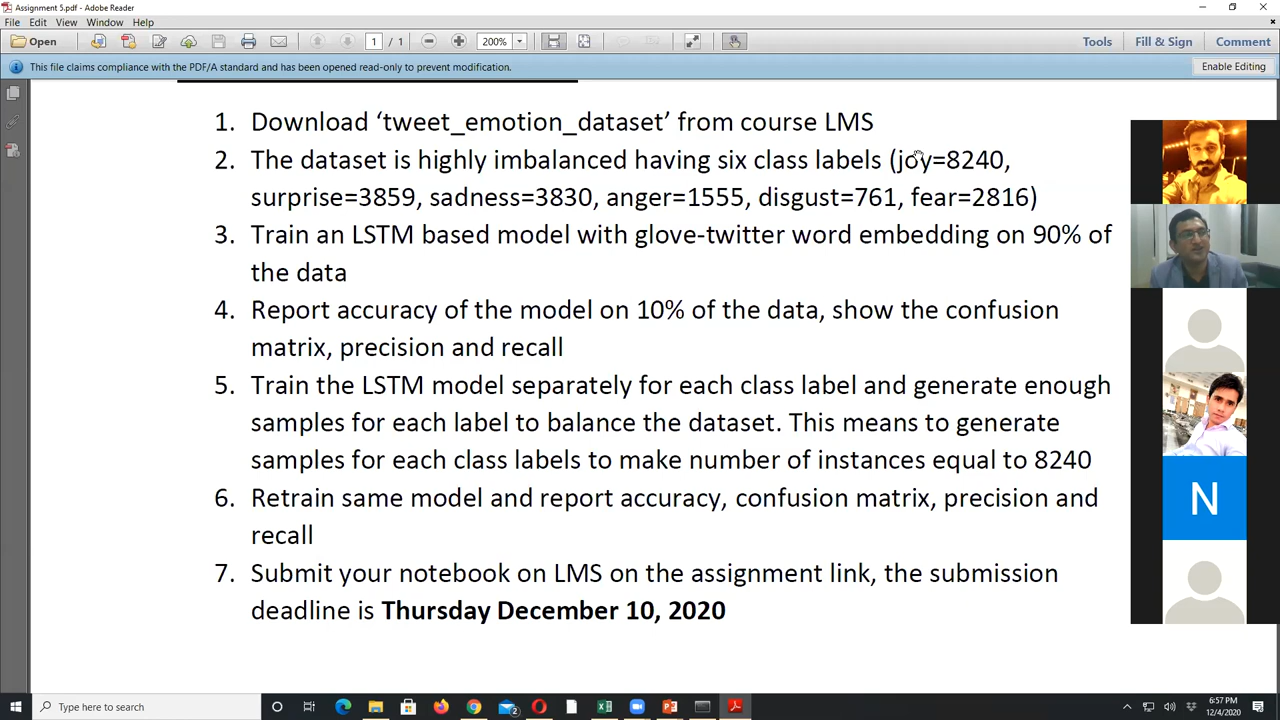 Assignment 5.pdf - Adobe Reader
File Edit View Window Help
Open 1 / 1 200% Tools Fill & Sign Comment
This file claims compliance with the PDF/A standard and has been opened read-only to prevent modification. Enable Editing
1. Download ‘tweet_emotion_dataset’ from course LMS
2. The dataset is highly imbalanced having six class labels (joy=8240,
surprise=3859, sadness=3830, anger=1555, disgust=761, fear=2816)
3. Train an LSTM based model with glove-twitter word embedding on 90% of
the data
4. Report accuracy of the model on 10% of the data, show the confusion
matrix, precision and recall
5. Train the LSTM model separately for each class label and generate enough
samples for each label to balance the dataset. This means to generate
samples for each class labels to make number of instances equal to 8240
6. Retrain same model and report accuracy, confusion matrix, precision and
recall
7. Submit your notebook on LMS on the assignment link, the submission
deadline is Thursday December 10, 2020
N
Type here to search
2
6:57 PM
12/4/2020